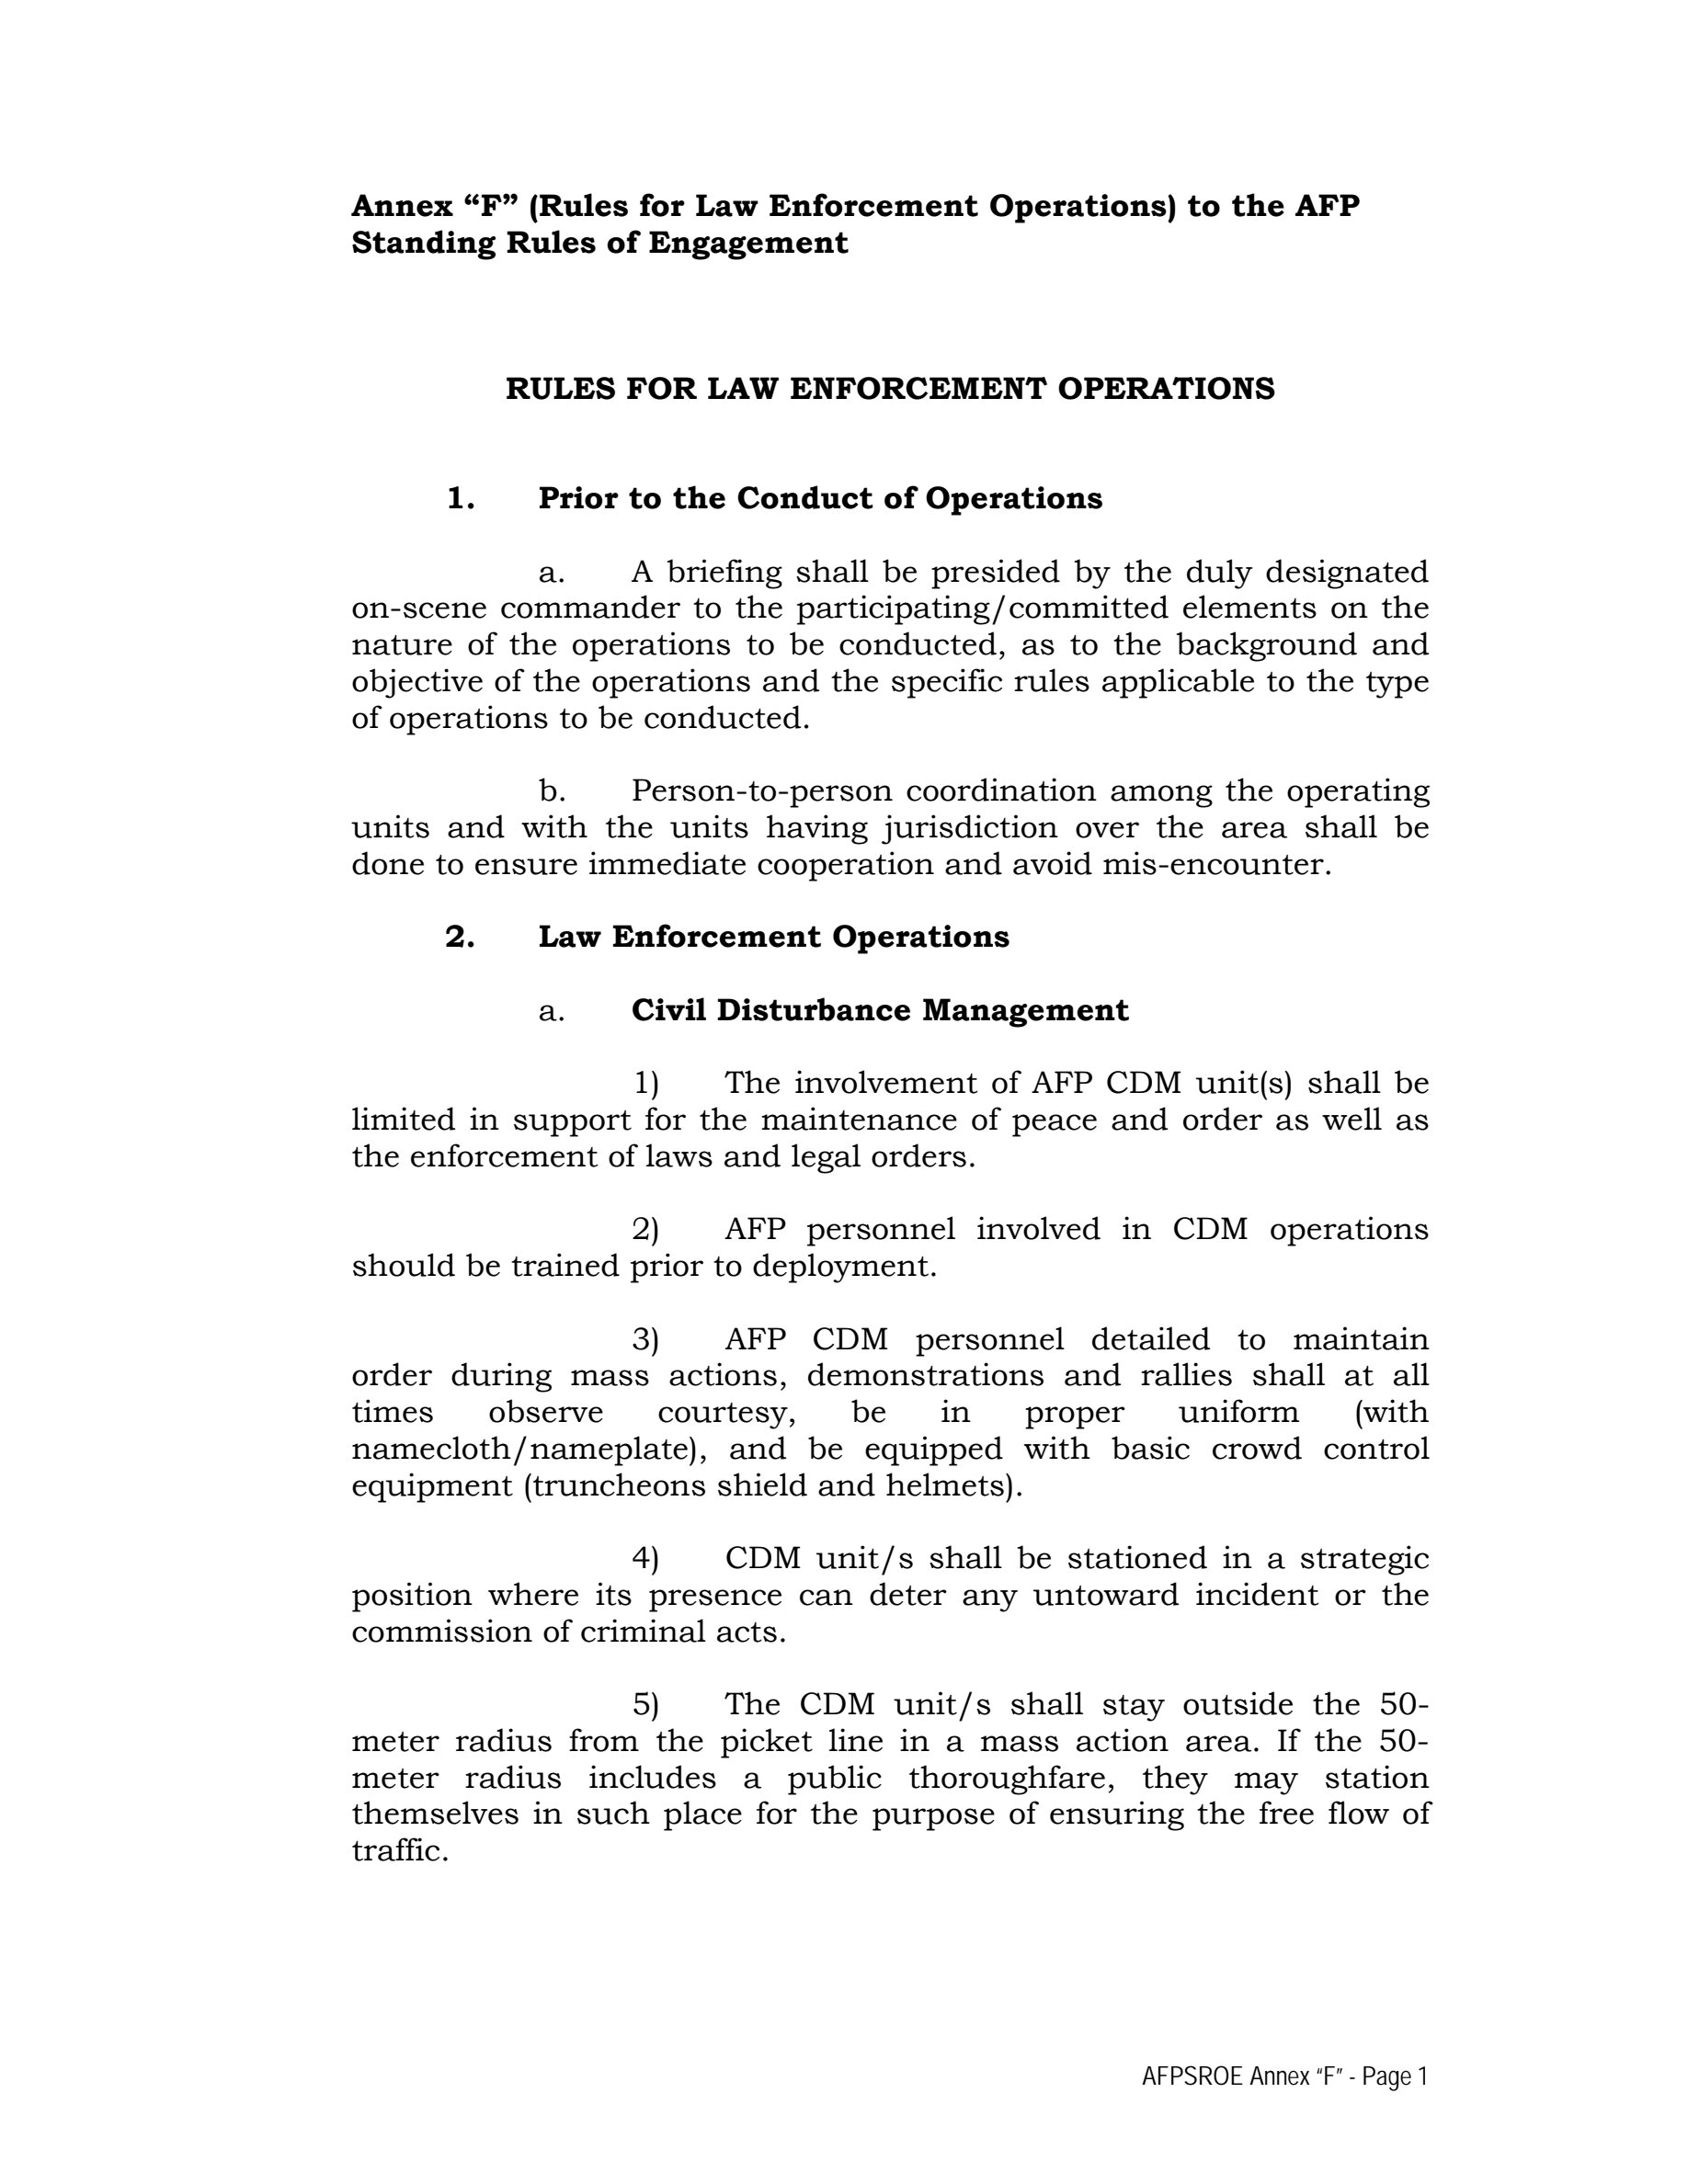 Annex “F” (Rules for Law Enforcement Operations) to the AFP
Standing Rules of Engagement
RULES FOR LAW ENFORCEMENT OPERATIONS
1. Prior to the Conduct of Operations
a. A briefing shall be presided by the duly designated
on-scene commander to the participating/committed elements on the
nature of the operations to be conducted, as to the background and
objective of the operations and the specific rules applicable to the type
of operations to be conducted.
b. Person-to-person coordination among the operating
units and with the units having jurisdiction over the area shall be
done to ensure immediate cooperation and avoid mis-encounter.
2. Law Enforcement Operations
a. Civil Disturbance Management
1) The involvement of AFP CDM unit(s) shall be
limited in support for the maintenance of peace and order as well as
the enforcement of laws and legal orders.
2) AFP personnel involved in CDM operations
should be trained prior to deployment.
3) AFP CDM personnel detailed to maintain
order during mass actions, demonstrations and rallies shall at all
times observe courtesy, be in proper uniform (with
namecloth/nameplate), and be equipped with basic crowd control
equipment (truncheons shield and helmets).
4) CDM unit/s shall be stationed in a strategic
position where its presence can deter any untoward incident or the
commission of criminal acts.
5) The CDM unit/s shall stay outside the 50-
meter radius from the picket line in a mass action area. If the 50-
meter radius includes a public thoroughfare, they may station
themselves in such place for the purpose of ensuring the free flow of
traffic.
AFPSROE Annex “F” - Page 1